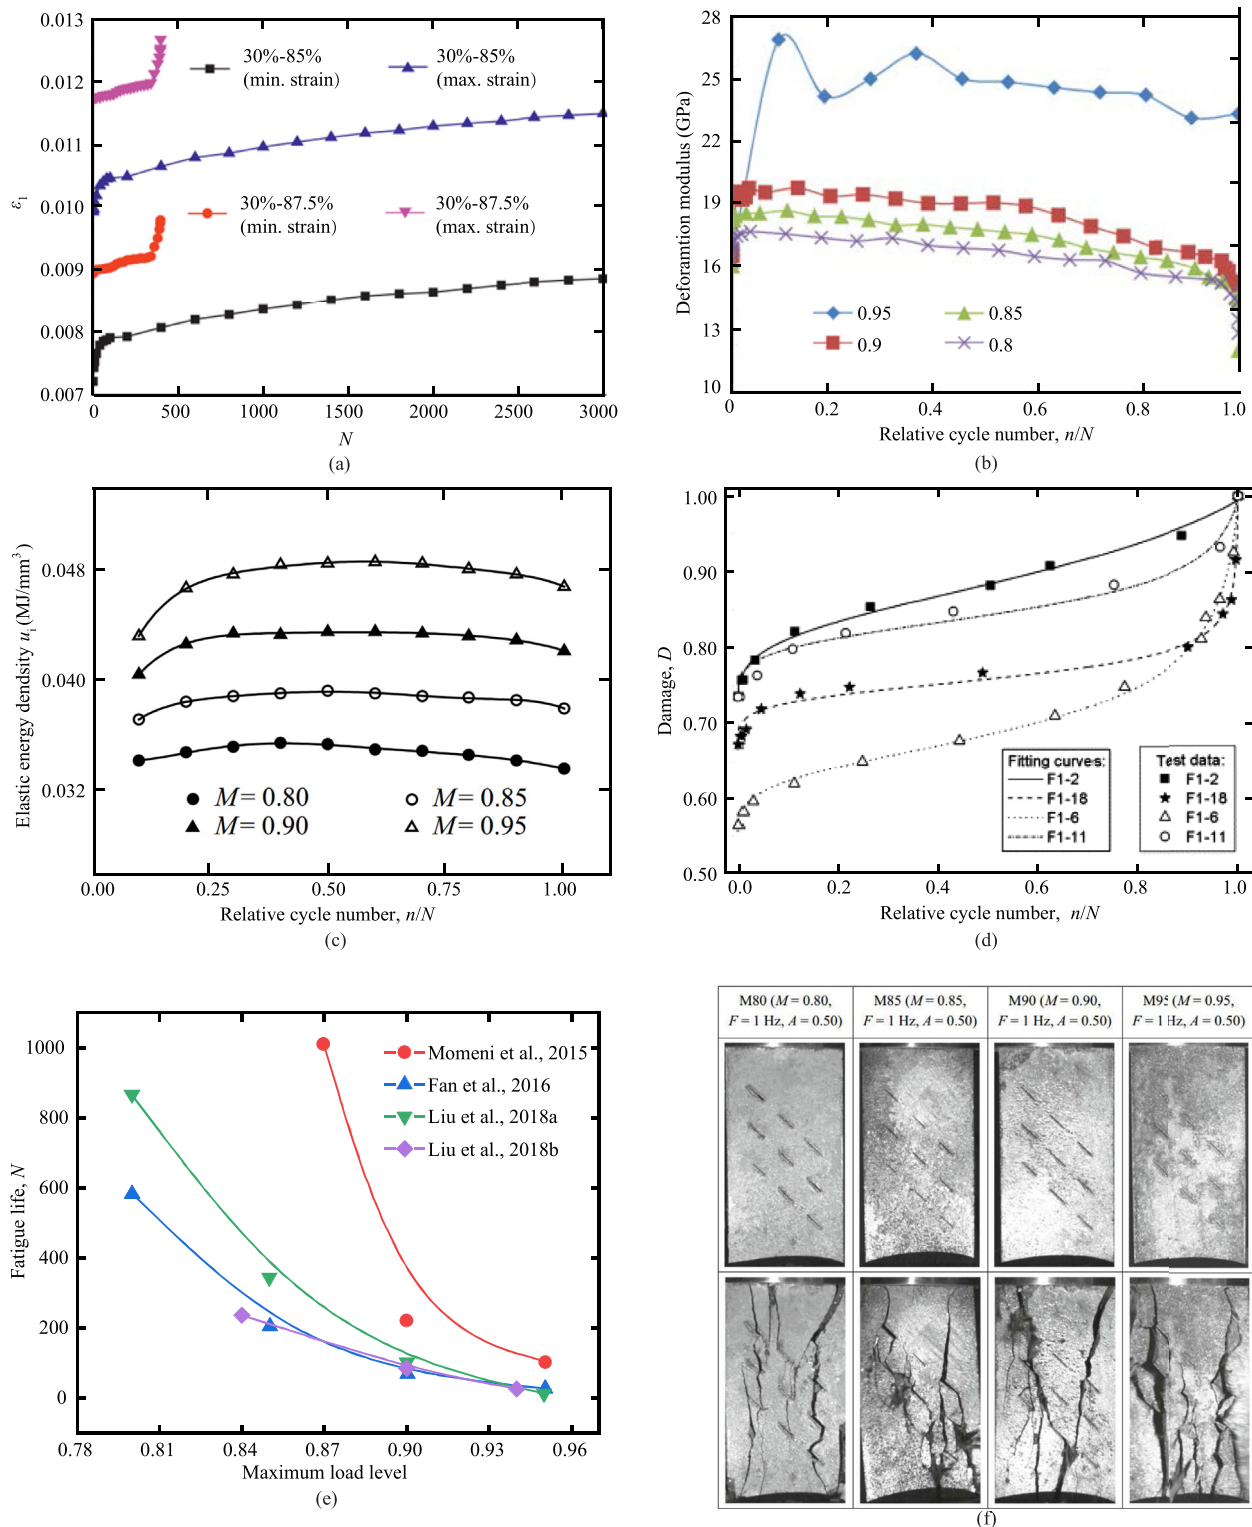 0.013
0.012
0.011
0.010
0.009
0.008
0.007
ε1
30%-85%
(min. strain)
30%-85%
(max. strain)
30%-87.5%
(min. strain)
30%-87.5%
(max. strain)
0 500 1000 1500 2000 2500 3000
N
(a)
28
25
22
19
16
13
10
Deforamtion modulus (GPa)
0.95 0.85
0.9 0.8
0 0.2 0.4 0.6 0.8 1.0
Relative cycle number, n/N
(b)
0.048
0.040
0.032
Elastic energy dendsity ui (MJ/mm³)
M = 0.80 M = 0.85
M = 0.90 M = 0.95
0.00 0.25 0.50 0.75 1.00
Relative cycle number, n/N
(c)
1.00
0.90
0.80
0.70
0.60
0.50
Damage, D
Fitting curves:
F1-2
F1-18
F1-6
F1-11
Test data:
F1-2
F1-18
F1-6
F1-11
0.0 0.2 0.4 0.6 0.8 1.0
Relative cycle number, n/N
(d)
1000
800
600
400
200
0
Fatigue life, N
Momeni et al., 2015
Fan et al., 2016
Liu et al., 2018a
Liu et al., 2018b
0.78 0.81 0.84 0.87 0.90 0.93 0.96
Maximum load level
(e)
M80 (M = 0.80,
F = 1 Hz, A = 0.50)
M85 (M = 0.85,
F = 1 Hz, A = 0.50)
M90 (M = 0.90,
F = 1 Hz, A = 0.50)
M95 (M = 0.95,
F = 1 Hz, A = 0.50)
(f)